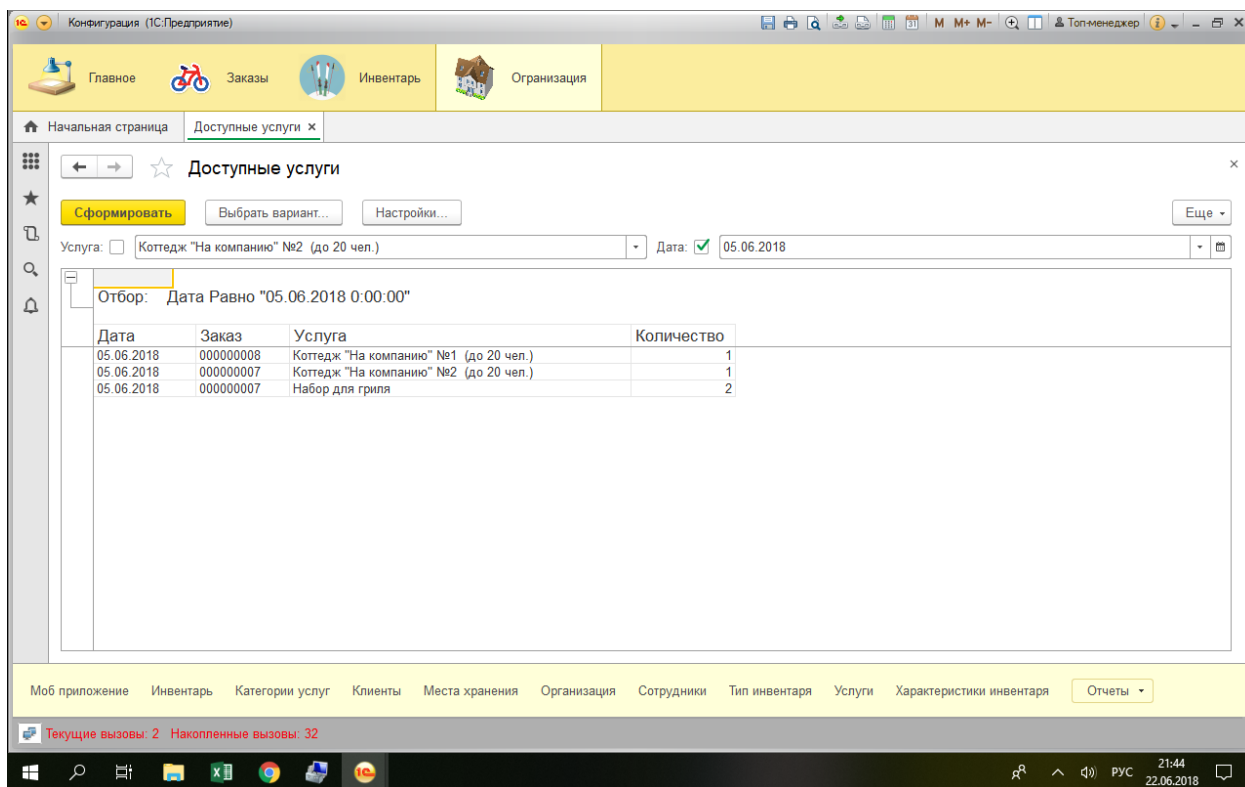 Конфигурация (1С:Предприятие) M M+ M- Топ-менеджер
Главное Заказы Инвентарь Огранизация
Начальная страница Доступные услуги ×
Доступные услуги
Сформировать Выбрать вариант... Настройки... Еще
Услуга: Коттедж "На компанию" №2 (до 20 чел.) Дата: 05.06.2018
Отбор: Дата Равно "05.06.2018 0:00:00"
Дата Заказ Услуга Количество
05.06.2018 000000008 Коттедж "На компанию" №1 (до 20 чел.) 1
05.06.2018 000000007 Коттедж "На компанию" №2 (до 20 чел.) 1
05.06.2018 000000007 Набор для гриля 2
Моб приложение Инвентарь Категории услуг Клиенты Места хранения Организация Сотрудники Тип инвентаря Услуги Характеристики инвентаря Отчеты
Текущие вызовы: 2 Накопленные вызовы: 32
РУС 21:44
22.06.2018